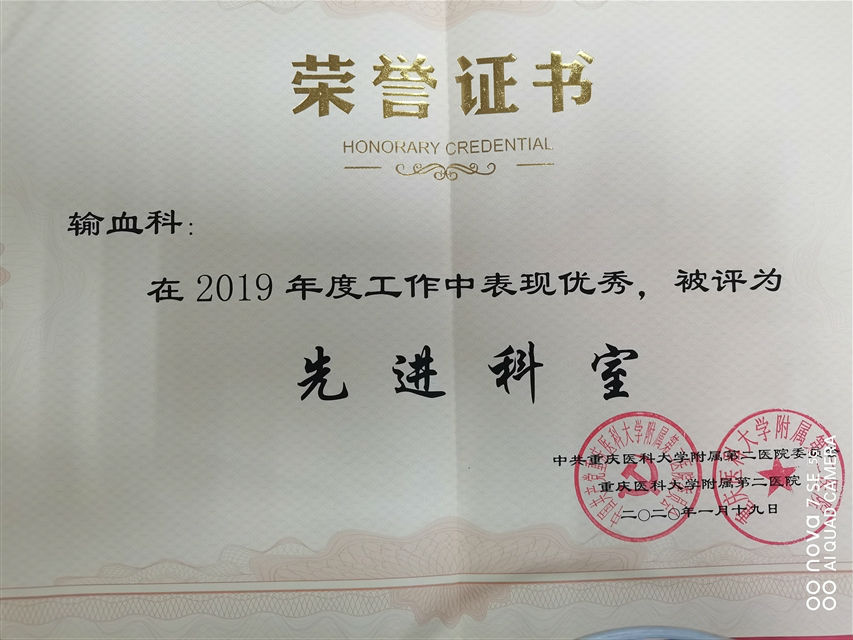 荣誉证书
HONORARY CREDENTIAL
输血科:
在2019年度工作中表现优秀，被评为
先进科室
中共重庆医科大学附属第二医院委员会
重庆医科大学附属第二医院
二〇二〇年一月十九日
nova 7 SE 5G
AI QUAD CAMERA